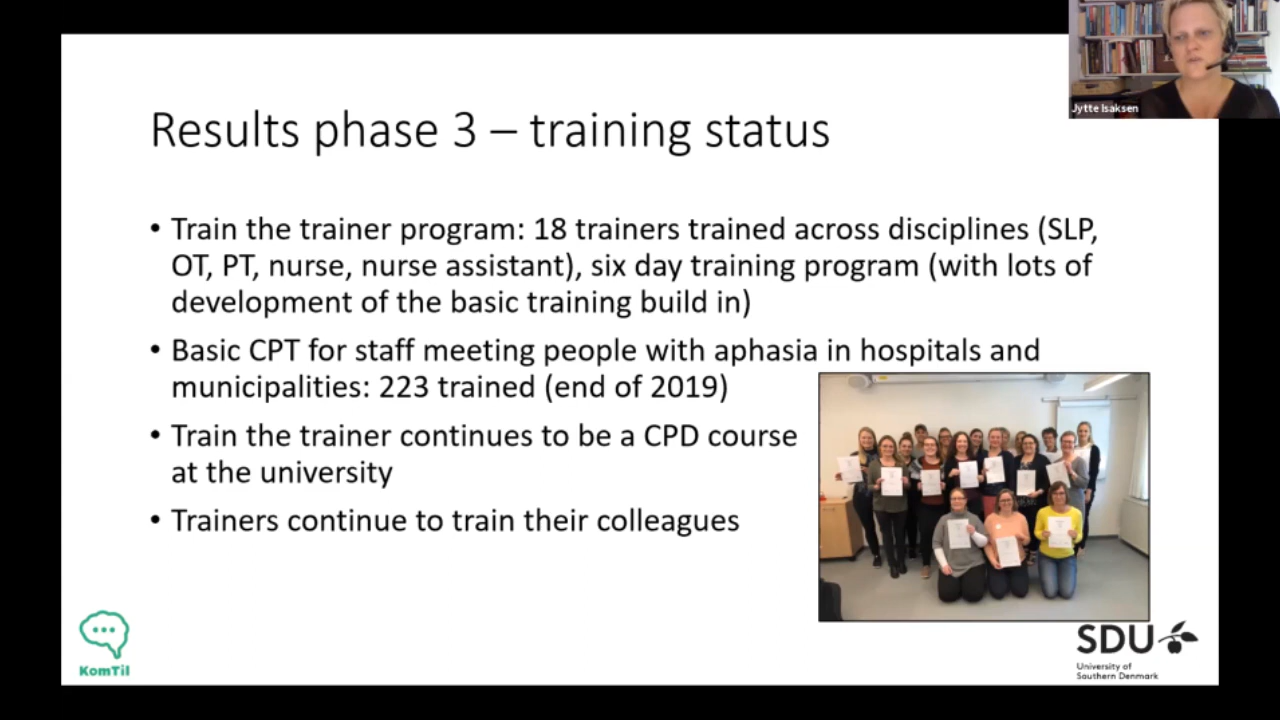 Jytte Isaksen
Results phase 3 – training status
• Train the trainer program: 18 trainers trained across disciplines (SLP,
OT, PT, nurse, nurse assistant), six day training program (with lots of
development of the basic training build in)
• Basic CPT for staff meeting people with aphasia in hospitals and
municipalities: 223 trained (end of 2019)
• Train the trainer continues to be a CPD course
at the university
• Trainers continue to train their colleagues
KomTil
SDU
University of
Southern Denmark